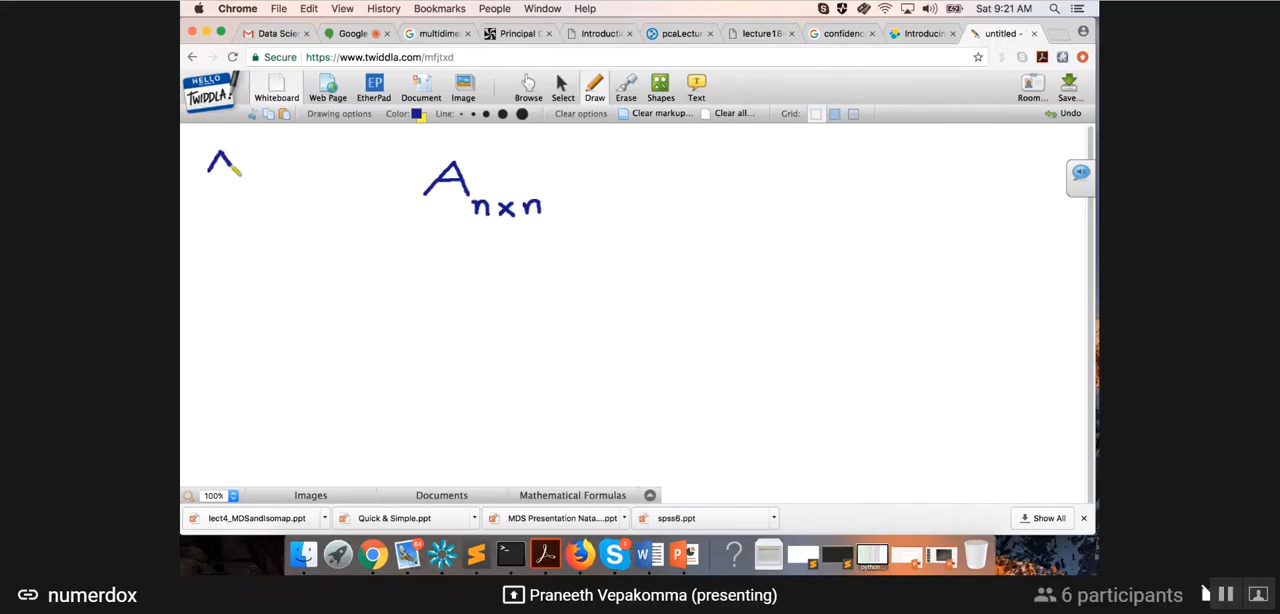 Chrome File Edit View History Bookmarks People Window Help Sat 9:21 AM
Data Scie Google multidime Principal C Introducti pcaLectur lecture18- confidenc Introducin untitled -
Secure https://www.twiddla.com/mfjtxd
HELLO
TWIDDLA!
Whiteboard Web Page EtherPad Document Image Browse Select Draw Erase Shapes Text Room... Save...
Drawing options Color: Line: Clear options Clear markup... Clear all... Grid: Undo
A n×n
100% Images Documents Mathematical Formulas
lect4_MDSandIsomap.ppt Quick & Simple.ppt MDS Presentation Nata....ppt spss6.ppt Show All
python
numerdox Praneeth Vepakomma (presenting) 6 participants